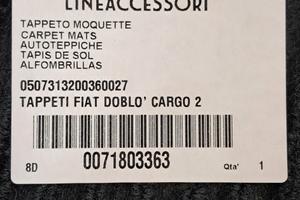 LINEACCESSORI
TAPPETO MOQUETTE
CARPET MATS
AUTOTEPPICHE
TAPIS DE SOL
ALFOMBRILLAS
0507313200360027
TAPPETI FIAT DOBLO' CARGO 2
8D 0071803363 Qta' 1